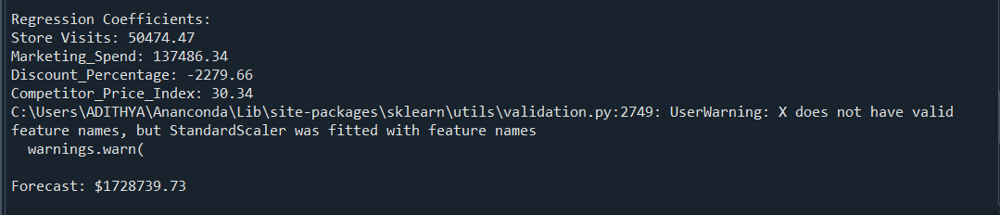 Regression Coefficients:
Store Visits: 50474.47
Marketing_Spend: 137486.34
Discount_Percentage: -2279.66
Competitor_Price_Index: 30.34
C:\Users\ADITHYA\Ananconda\Lib\site-packages\sklearn\utils\validation.py:2749: UserWarning: X does not have valid
feature names, but StandardScaler was fitted with feature names
  warnings.warn(
Forecast: $1728739.73